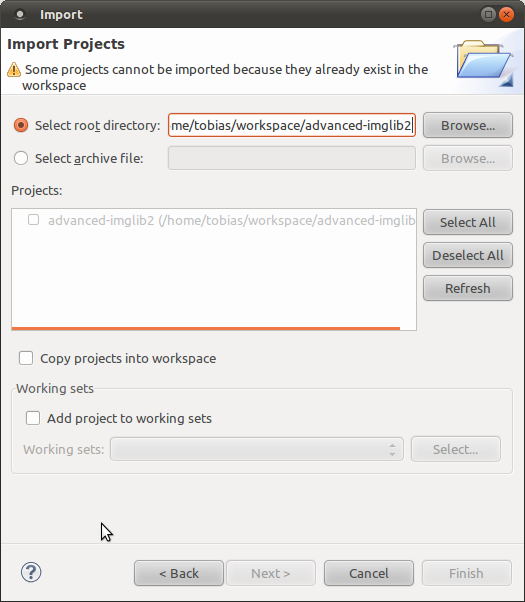 Import
Import Projects
Some projects cannot be imported because they already exist in the
workspace
Select root directory: me/tobias/workspace/advanced-imglib2 Browse...
Select archive file: Browse...
Projects:
advanced-imglib2 (/home/tobias/workspace/advanced-imglib
Select All
Deselect All
Refresh
Copy projects into workspace
Working sets
Add project to working sets
Working sets: Select...
? < Back Next > Cancel Finish